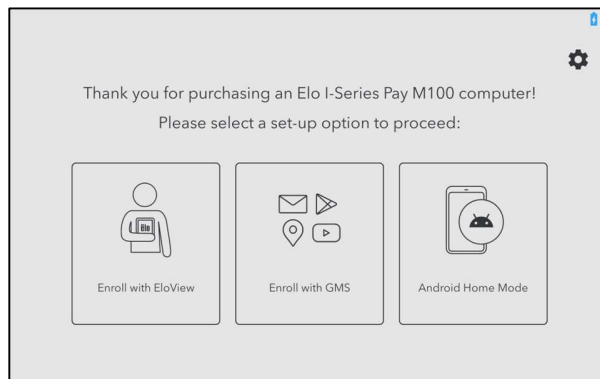 Thank you for purchasing an Elo I-Series Pay M100 computer!
Please select a set-up option to proceed:
Elo
Enroll with EloView
Enroll with GMS
Android Home Mode